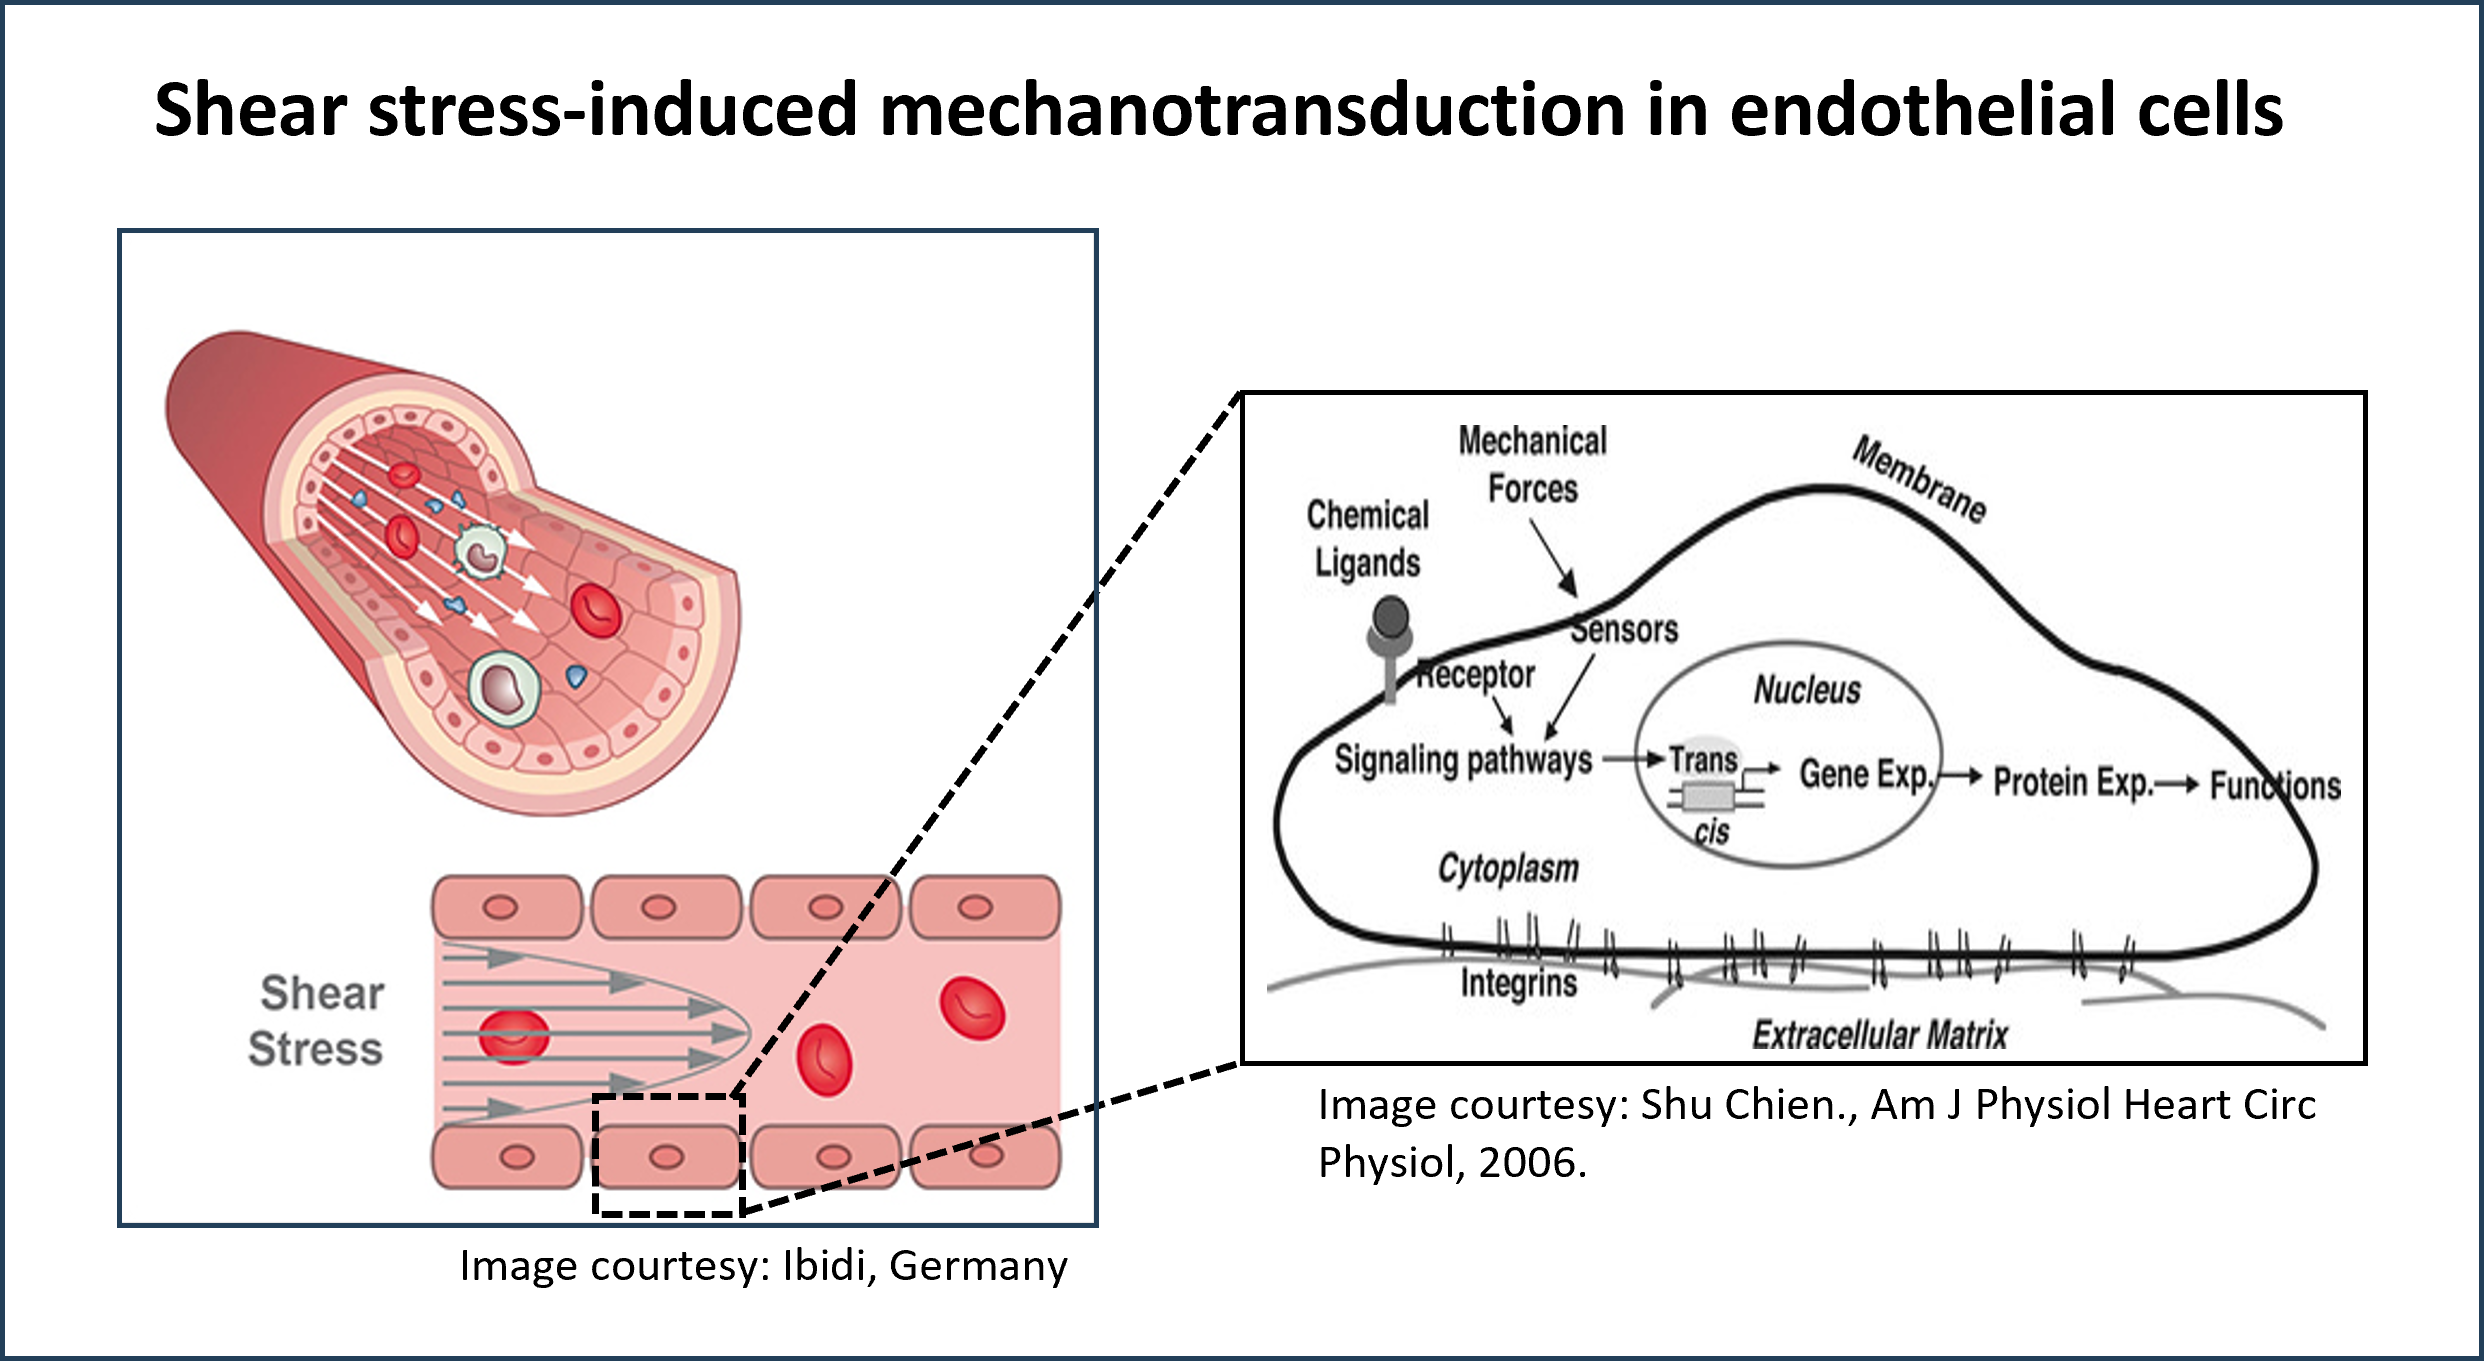 Shear stress-induced mechanotransduction in endothelial cells
Shear
Stress
Image courtesy: Ibidi, Germany
Mechanical
Forces
Membrane
Chemical
Ligands
Sensors
Receptor
Nucleus
Signaling pathways
Trans
Gene Exp.
Protein Exp.
Functions
cis
Cytoplasm
Integrins
Extracellular Matrix
Image courtesy: Shu Chien., Am J Physiol Heart Circ
Physiol, 2006.